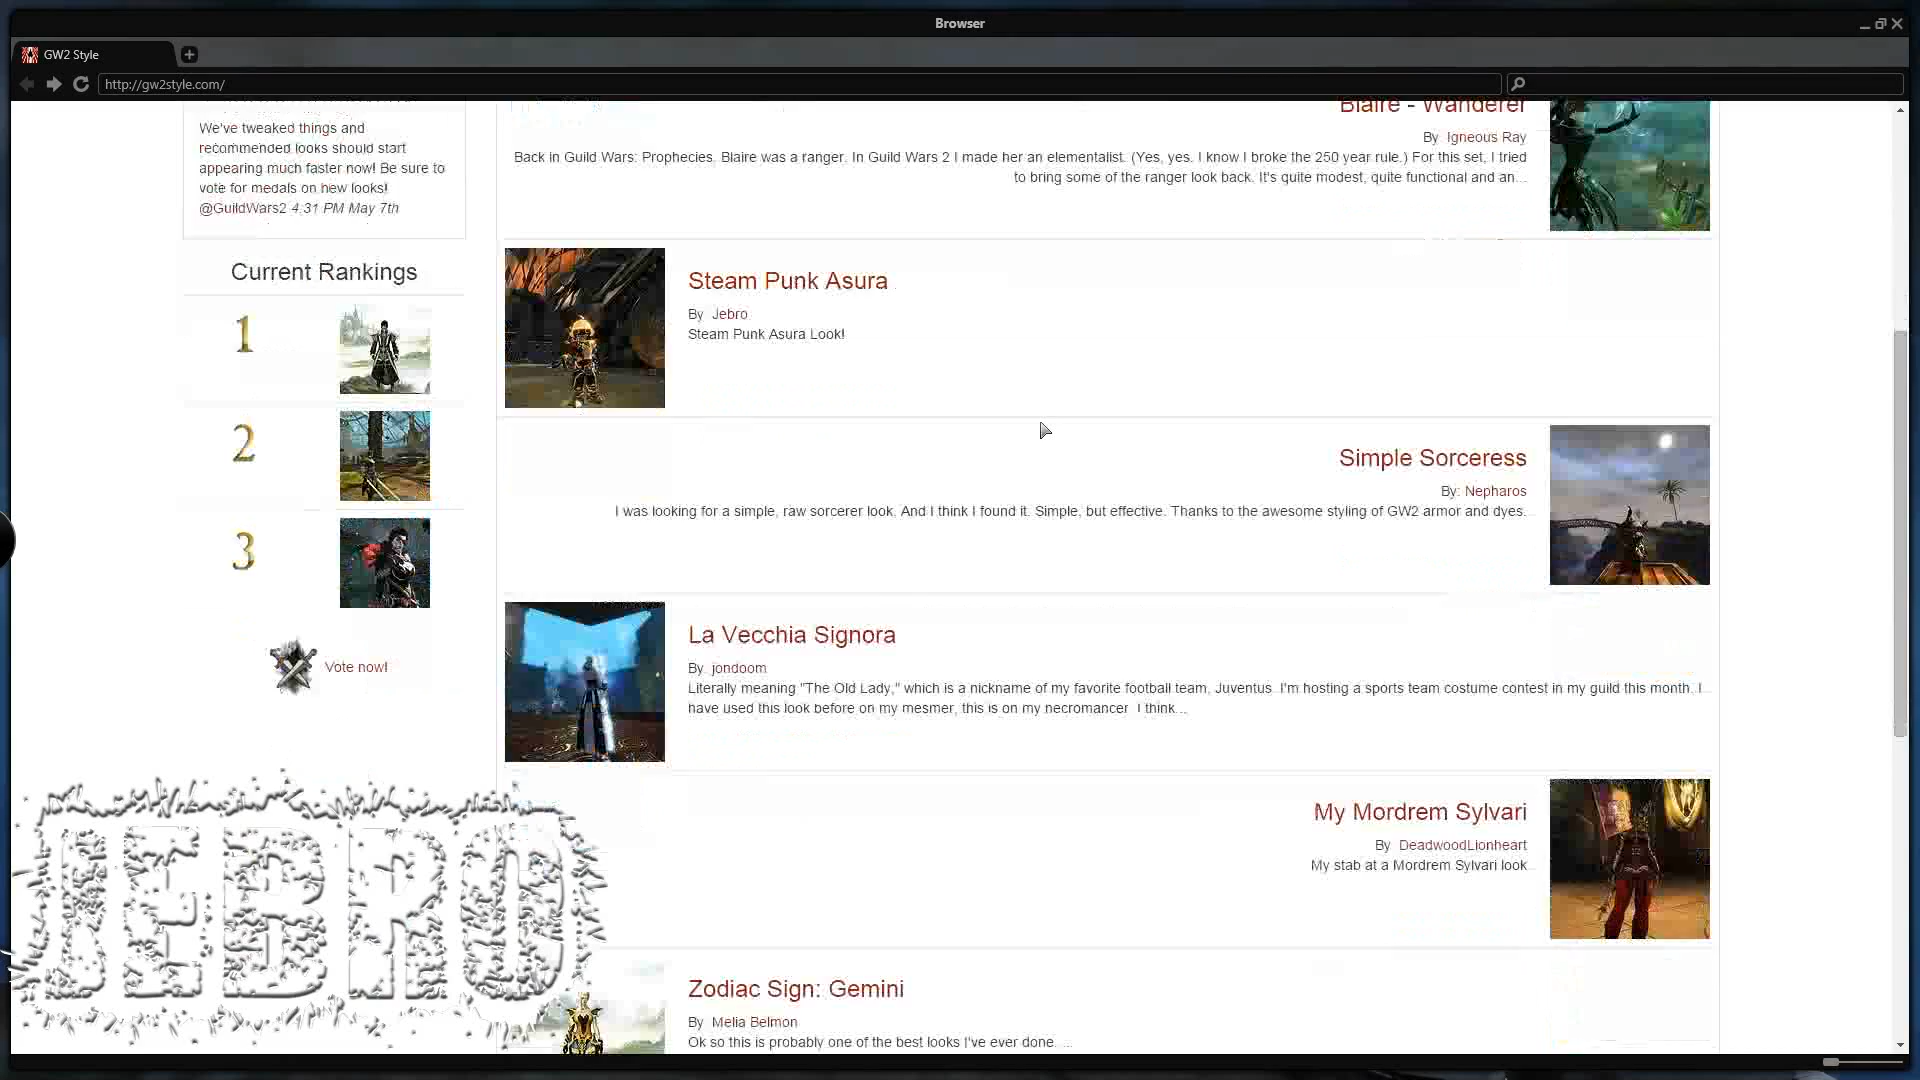 Browser
GW2 Style
http://gw2style.com/
We've tweaked things and
recommended looks should start
appearing much faster now! Be sure to
vote for medals on new looks!
@GuildWars2 4:31 PM May 7th
Current Rankings
1
2
3
Vote now!
Blaire - Wanderer
By Igneous Ray
Back in Guild Wars: Prophecies. Blaire was a ranger. In Guild Wars 2 I made her an elementalist. (Yes, yes. I know I broke the 250 year rule.) For this set, I tried
to bring some of the ranger look back. It's quite modest, quite functional and an...
Steam Punk Asura
By Jebro
Steam Punk Asura Look!
Simple Sorceress
By: Nepharos
I was looking for a simple, raw sorcerer look. And I think I found it. Simple, but effective. Thanks to the awesome styling of GW2 armor and dyes.
La Vecchia Signora
By jondoom
Literally meaning "The Old Lady," which is a nickname of my favorite football team, Juventus. I'm hosting a sports team costume contest in my guild this month. I
have used this look before on my mesmer, this is on my necromancer I think...
My Mordrem Sylvari
By DeadwoodLionheart
My stab at a Mordrem Sylvari look
Zodiac Sign: Gemini
By Melia Belmon
Ok so this is probably one of the best looks I've ever done. ...
JEBRO